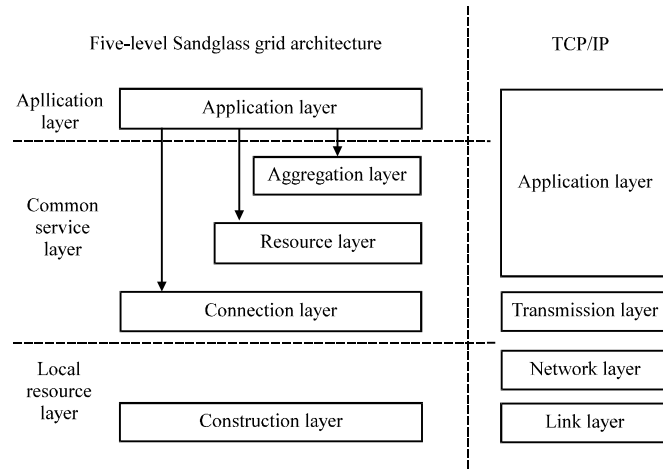 Five-level Sandglass grid architecture
TCP/IP
Apllication
layer
Application layer
Aggregation layer
Common
service
layer
Resource layer
Connection layer
Local
resource
layer
Construction layer
Application layer
Transmission layer
Network layer
Link layer